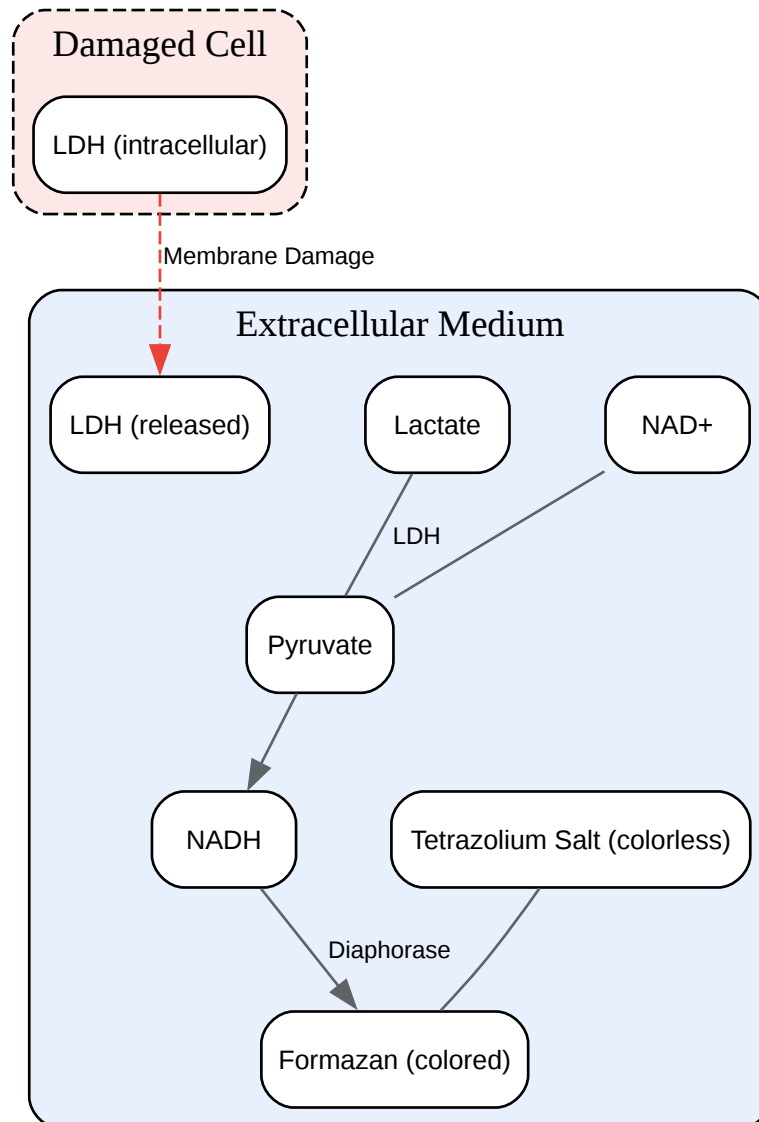 Damaged Cell
LDH (intracellular)
Membrane Damage
Extracellular Medium
LDH (released)
Lactate
NAD+
LDH
Pyruvate
NADH
Tetrazolium Salt (colorless)
Diaphorase
Formazan (colored)